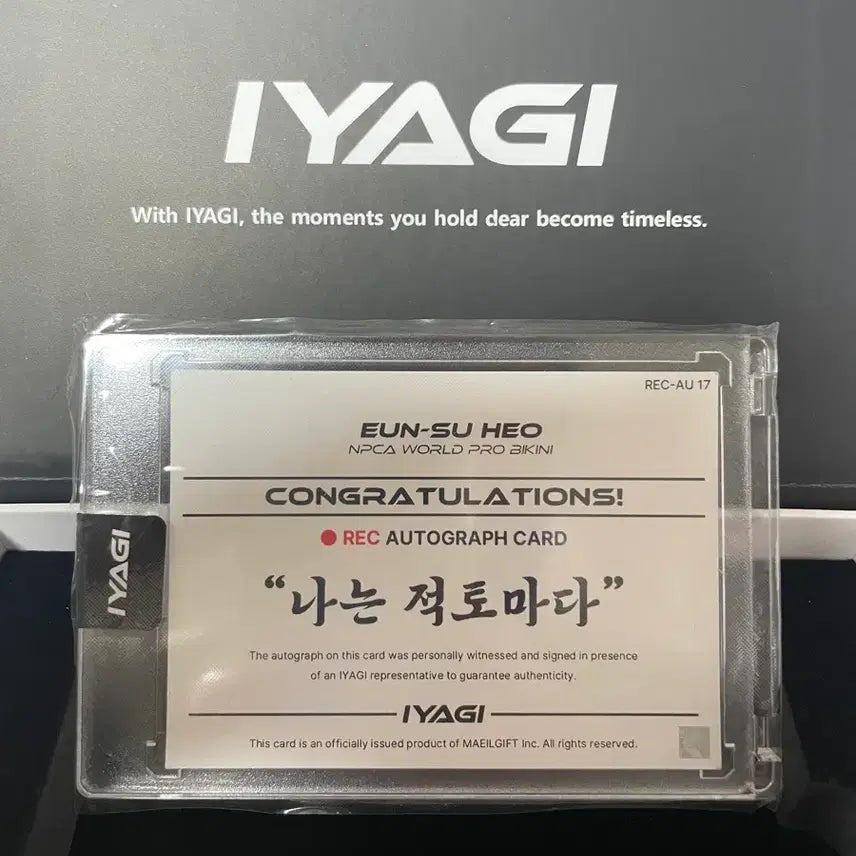 IYAGI
With IYAGI, the moments you hold dear become timeless.
REC-AU 17
EUN-SU HEO
NPCA WORLD PRO BIKINI
CONGRATULATIONS!
REC AUTOGRAPH CARD
“나는 적토마다”
The autograph on this card was personally witnessed and signed in presence
of an IYAGI representative to guarantee authenticity.
IYAGI
This card is an officially issued product of MAEILGIFT Inc. All rights reserved.
IYAGI